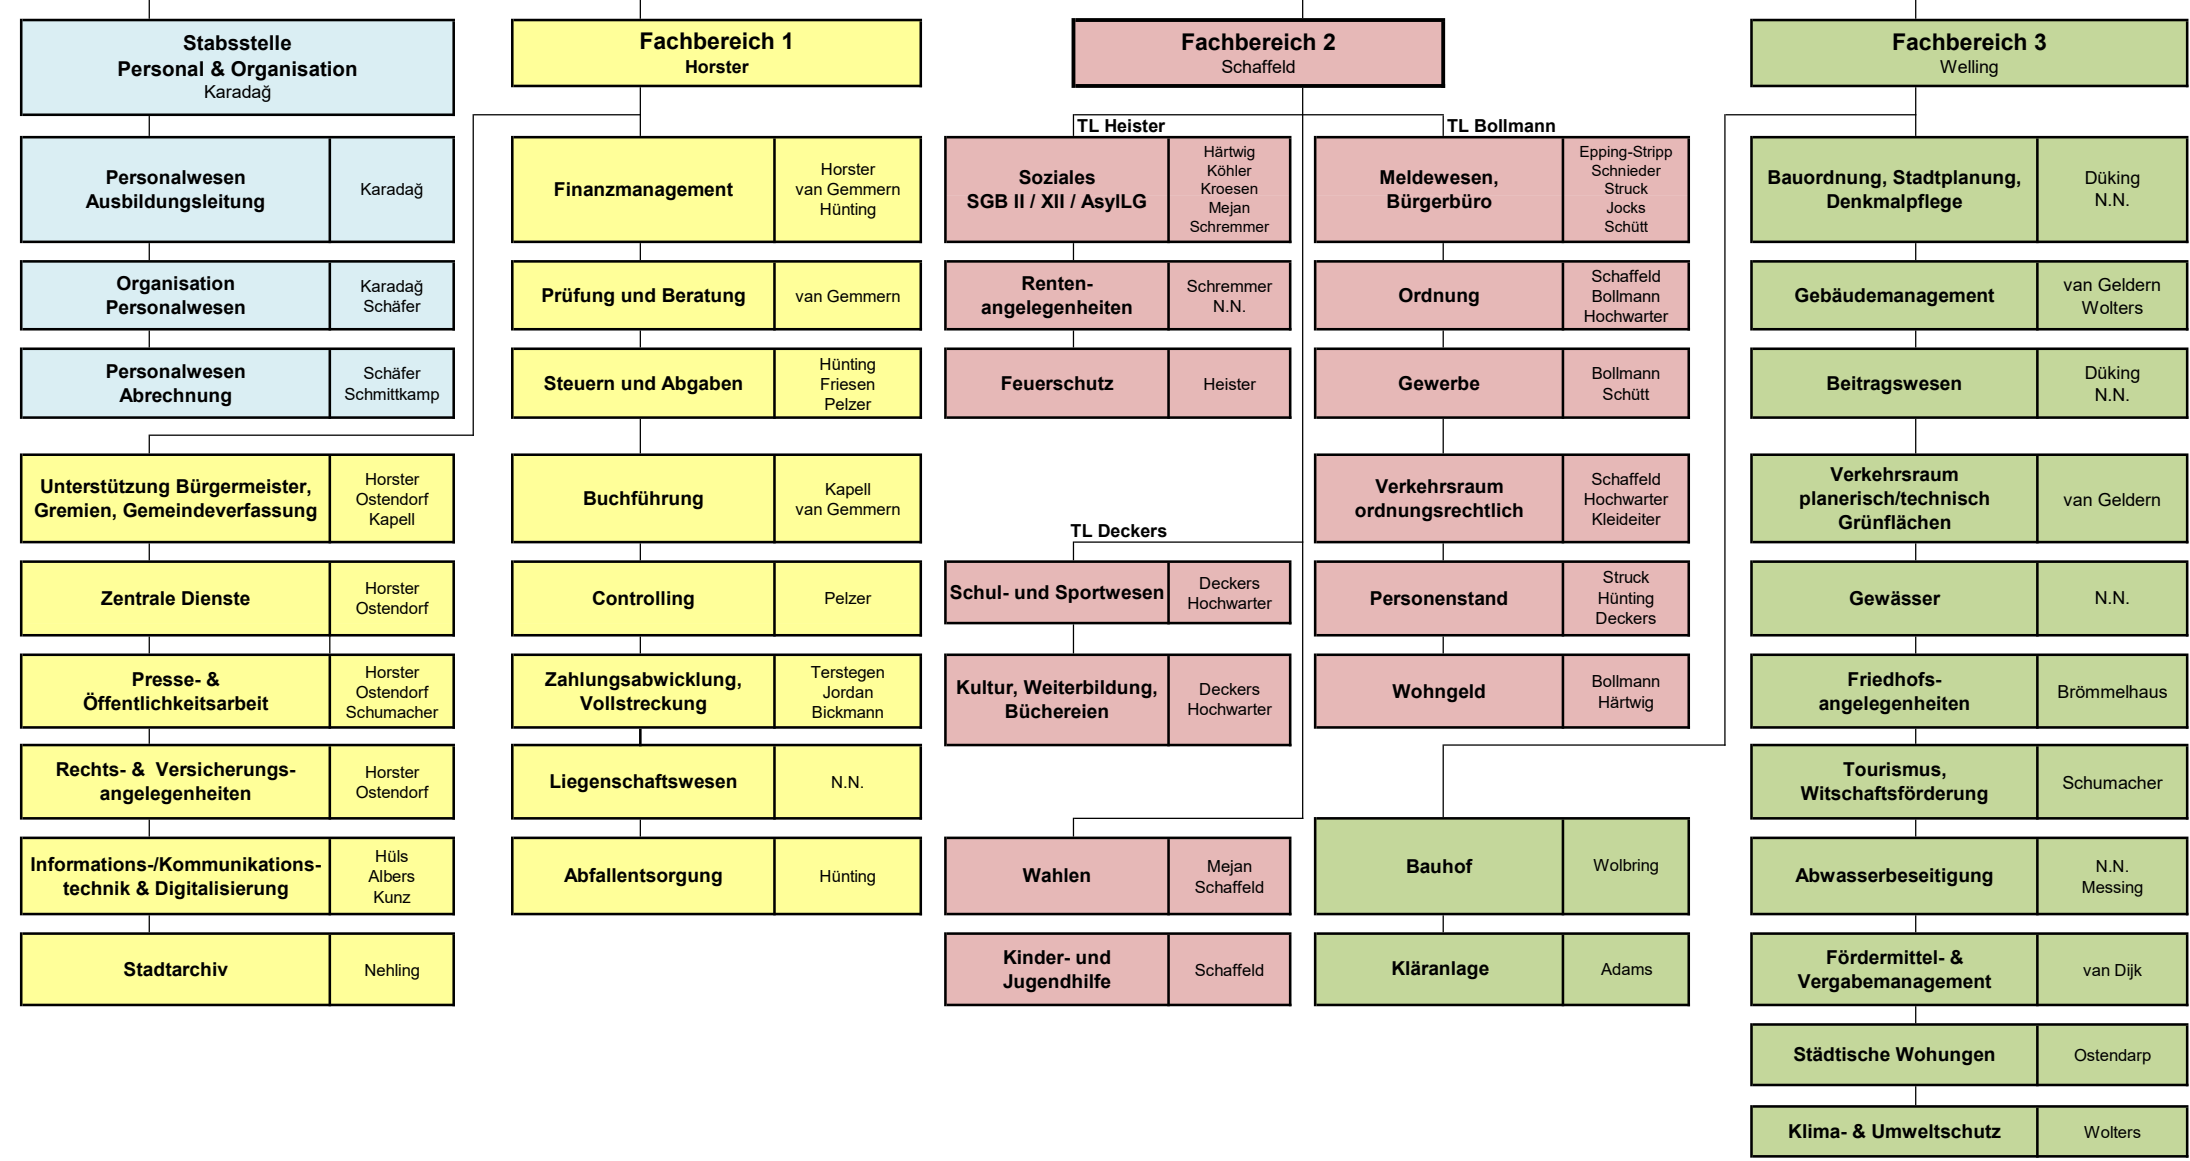 Stabsstelle
Personal & Organisation
Karadağ
Personalwesen
Ausbildungsleitung
Karadağ
Organisation
Personalwesen
Karadağ
Schäfer
Personalwesen
Abrechnung
Schäfer
Schmittkamp
Fachbereich 1
Horster
Unterstützung Bürgermeister,
Gremien, Gemeindeverfassung
Horster
Ostendorf
Kapell
Zentrale Dienste
Horster
Ostendorf
Presse- &
Öffentlichkeitsarbeit
Horster
Ostendorf
Schumacher
Rechts- & Versicherungs-
angelegenheiten
Horster
Ostendorf
Informations-/Kommunikations-
technik & Digitalisierung
Hüls
Albers
Kunz
Stadtarchiv
Nehling
Finanzmanagement
Horster
van Gemmern
Hünting
Prüfung und Beratung
van Gemmern
Steuern und Abgaben
Hünting
Friesen
Pelzer
Buchführung
Kapell
van Gemmern
Controlling
Pelzer
Zahlungsabwicklung,
Vollstreckung
Terstegen
Jordan
Bickmann
Liegenschaftswesen
N.N.
Abfallentsorgung
Hünting
Fachbereich 2
Schaffeld
TL Heister
Soziales
SGB II / XII / AsylLG
Härtwig
Köhler
Kroesen
Mejan
Schremmer
Renten-
angelegenheiten
Schremmer
N.N.
Feuerschutz
Heister
TL Deckers
Schul- und Sportwesen
Deckers
Hochwarter
Kultur, Weiterbildung,
Büchereien
Deckers
Hochwarter
Wahlen
Mejan
Schaffeld
Kinder- und
Jugendhilfe
Schaffeld
TL Bollmann
Meldewesen,
Bürgerbüro
Epping-Stripp
Schnieder
Struck
Jocks
Schütt
Ordnung
Schaffeld
Bollmann
Hochwarter
Gewerbe
Bollmann
Schütt
Verkehrsraum
ordnungsrechtlich
Schaffeld
Hochwarter
Kleideiter
Personenstand
Struck
Hünting
Deckers
Wohngeld
Bollmann
Härtwig
Fachbereich 3
Welling
Bauhof
Wolbring
Kläranlage
Adams
Bauordnung, Stadtplanung,
Denkmalpflege
Düking
N.N.
Gebäudemanagement
van Geldern
Wolters
Beitragswesen
Düking
N.N.
Verkehrsraum
planerisch/technisch
Grünflächen
van Geldern
Gewässer
N.N.
Friedhofs-
angelegenheiten
Brömmelhaus
Tourismus,
Witschaftsförderung
Schumacher
Abwasserbeseitigung
N.N.
Messing
Fördermittel- &
Vergabemanagement
van Dijk
Städtische Wohungen
Ostendarp
Klima- & Umweltschutz
Wolters